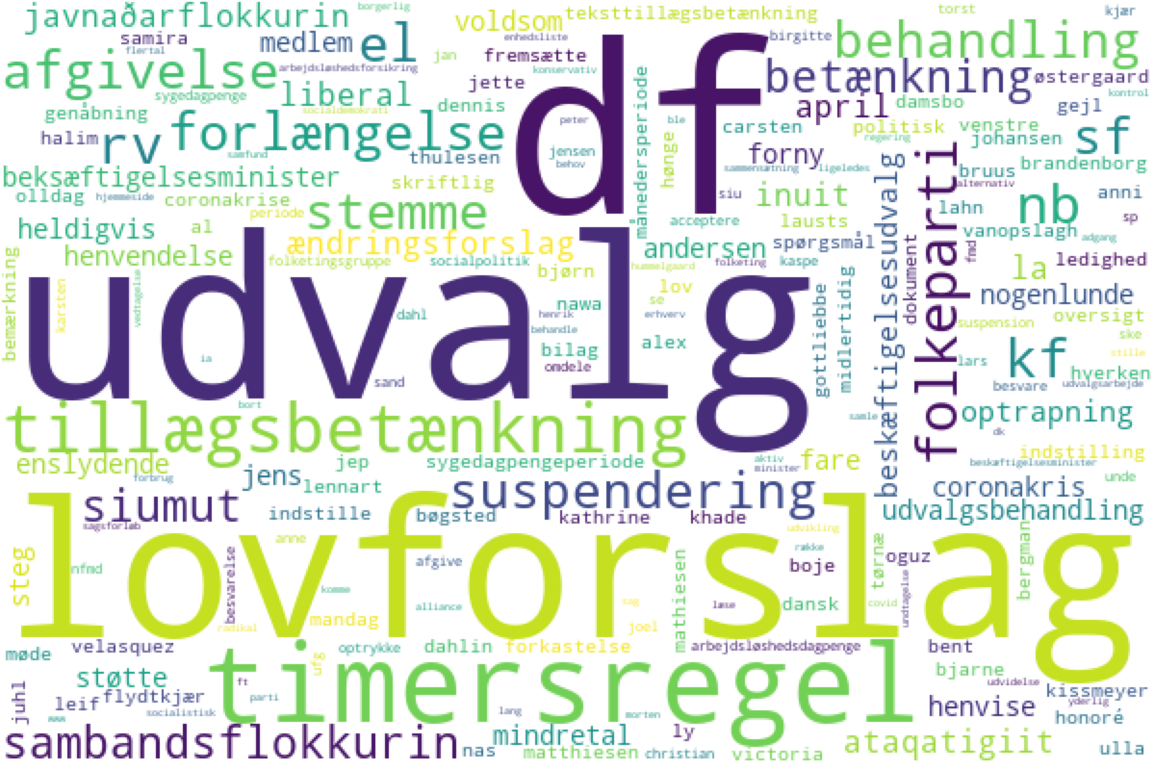 javnaðarflokkurin
samira
flertal
medlem
el
voldsom
teksttillægsbetænkning
borgerlig
torst
kjær
enhedsliste
fremsætte
birgitte
behandling
afgivelse
arbejdsløshedsforsikring
jan
konservativ
df
betænkning
østergaard
sygedagpenge
jette
kontrol
genåbning
liberal
dennis
socialdemokrati
månedersperiode
april
damsbo
gejl
halim
rv
forlængelse
peter
ble
carsten
politisk
venstre
sf
samfund
thulesen
jensen
behov
hønge
forny
regering
johansen
beksæftigelsesminister
sammensætning
ligeledes
bruus
brandenborg
olldag
hjemmeside
coronakrise
skriftlig
siu
inuit
alternativ
anni
heldigvis
periode
al
stemme
acceptere
lausts
folkeparti
lahn
nb
sp
henvendelse
ændringsforslag
andersen
spørgsmål
vanopslagh
adgang
bemærkning
folketingsgruppe
socialpolitik
bjørn
hummelgaard
folketing
kaspe
beskæftigelsesudvalg
dokument
fmd
la
ledighed
karsten
vedtagelse
udvalg
nawa
se
lov
gottliebbe
midlertidig
nogenlunde
dahl
henrik
erhverv
suspension
oversigt
behandle
ske
ia
bilag
alex
kf
stille
sand
omdele
lars
hverken
besvare
udvalgsarbejde
bort
samle
optrapning
tillægsbetænkning
dk
indstilling
enslydende
jep
sygedagpengeperiode
aktiv
minister
fare
beskæftigelsesminister
forbrug
jens
lennart
suspendering
coronakris
unde
siumut
indstille
bøgsted
kathrine
khade
udvalgsbehandling
sagsforløb
lovforslag
anne
udvikling
steg
nfmd
besvarelse
afgive
række
oguz
tørnæ
bergman
boje
komme
alliance
mathiesen
læse
dansk
covid
undtagelse
radikal
mandag
sag
joel
møde
velasquez
ufg
optrykke
dahlin
forkastelse
arbejdsløshedsdagpenge
bent
støtte
timersregel
ft
bjarne
juhl
leif
flydtkjær
parti
udvidelse
kissmeyer
yderlig
socialistisk
lang
morten
henvise
honoré
sambandsflokkurin
nas
mindretal
ly
matthiesen
christian
victoria
ataqatigiit
ulla